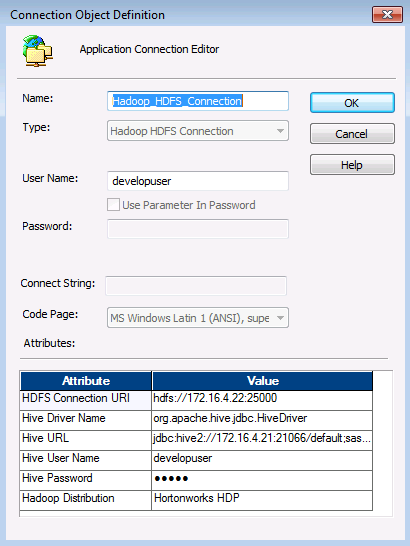 Connection Object Definition
Application Connection Editor
Name:
Hadoop_HDFS_Connection
OK
Type:
Hadoop HDFS Connection
Cancel
Help
User Name:
developuser
Use Parameter In Password
Password:
Connect String:
Code Page:
MS Windows Latin 1 (ANSI), supe
Attributes:
Attribute Value
HDFS Connection URI hdfs://172.16.4.22:25000
Hive Driver Name org.apache.hive.jdbc.HiveDriver
Hive URL jdbc:hive2://172.16.4.21:21066/default;sas...
Hive User Name developuser
Hive Password ●●●●●
Hadoop Distribution Hortonworks HDP